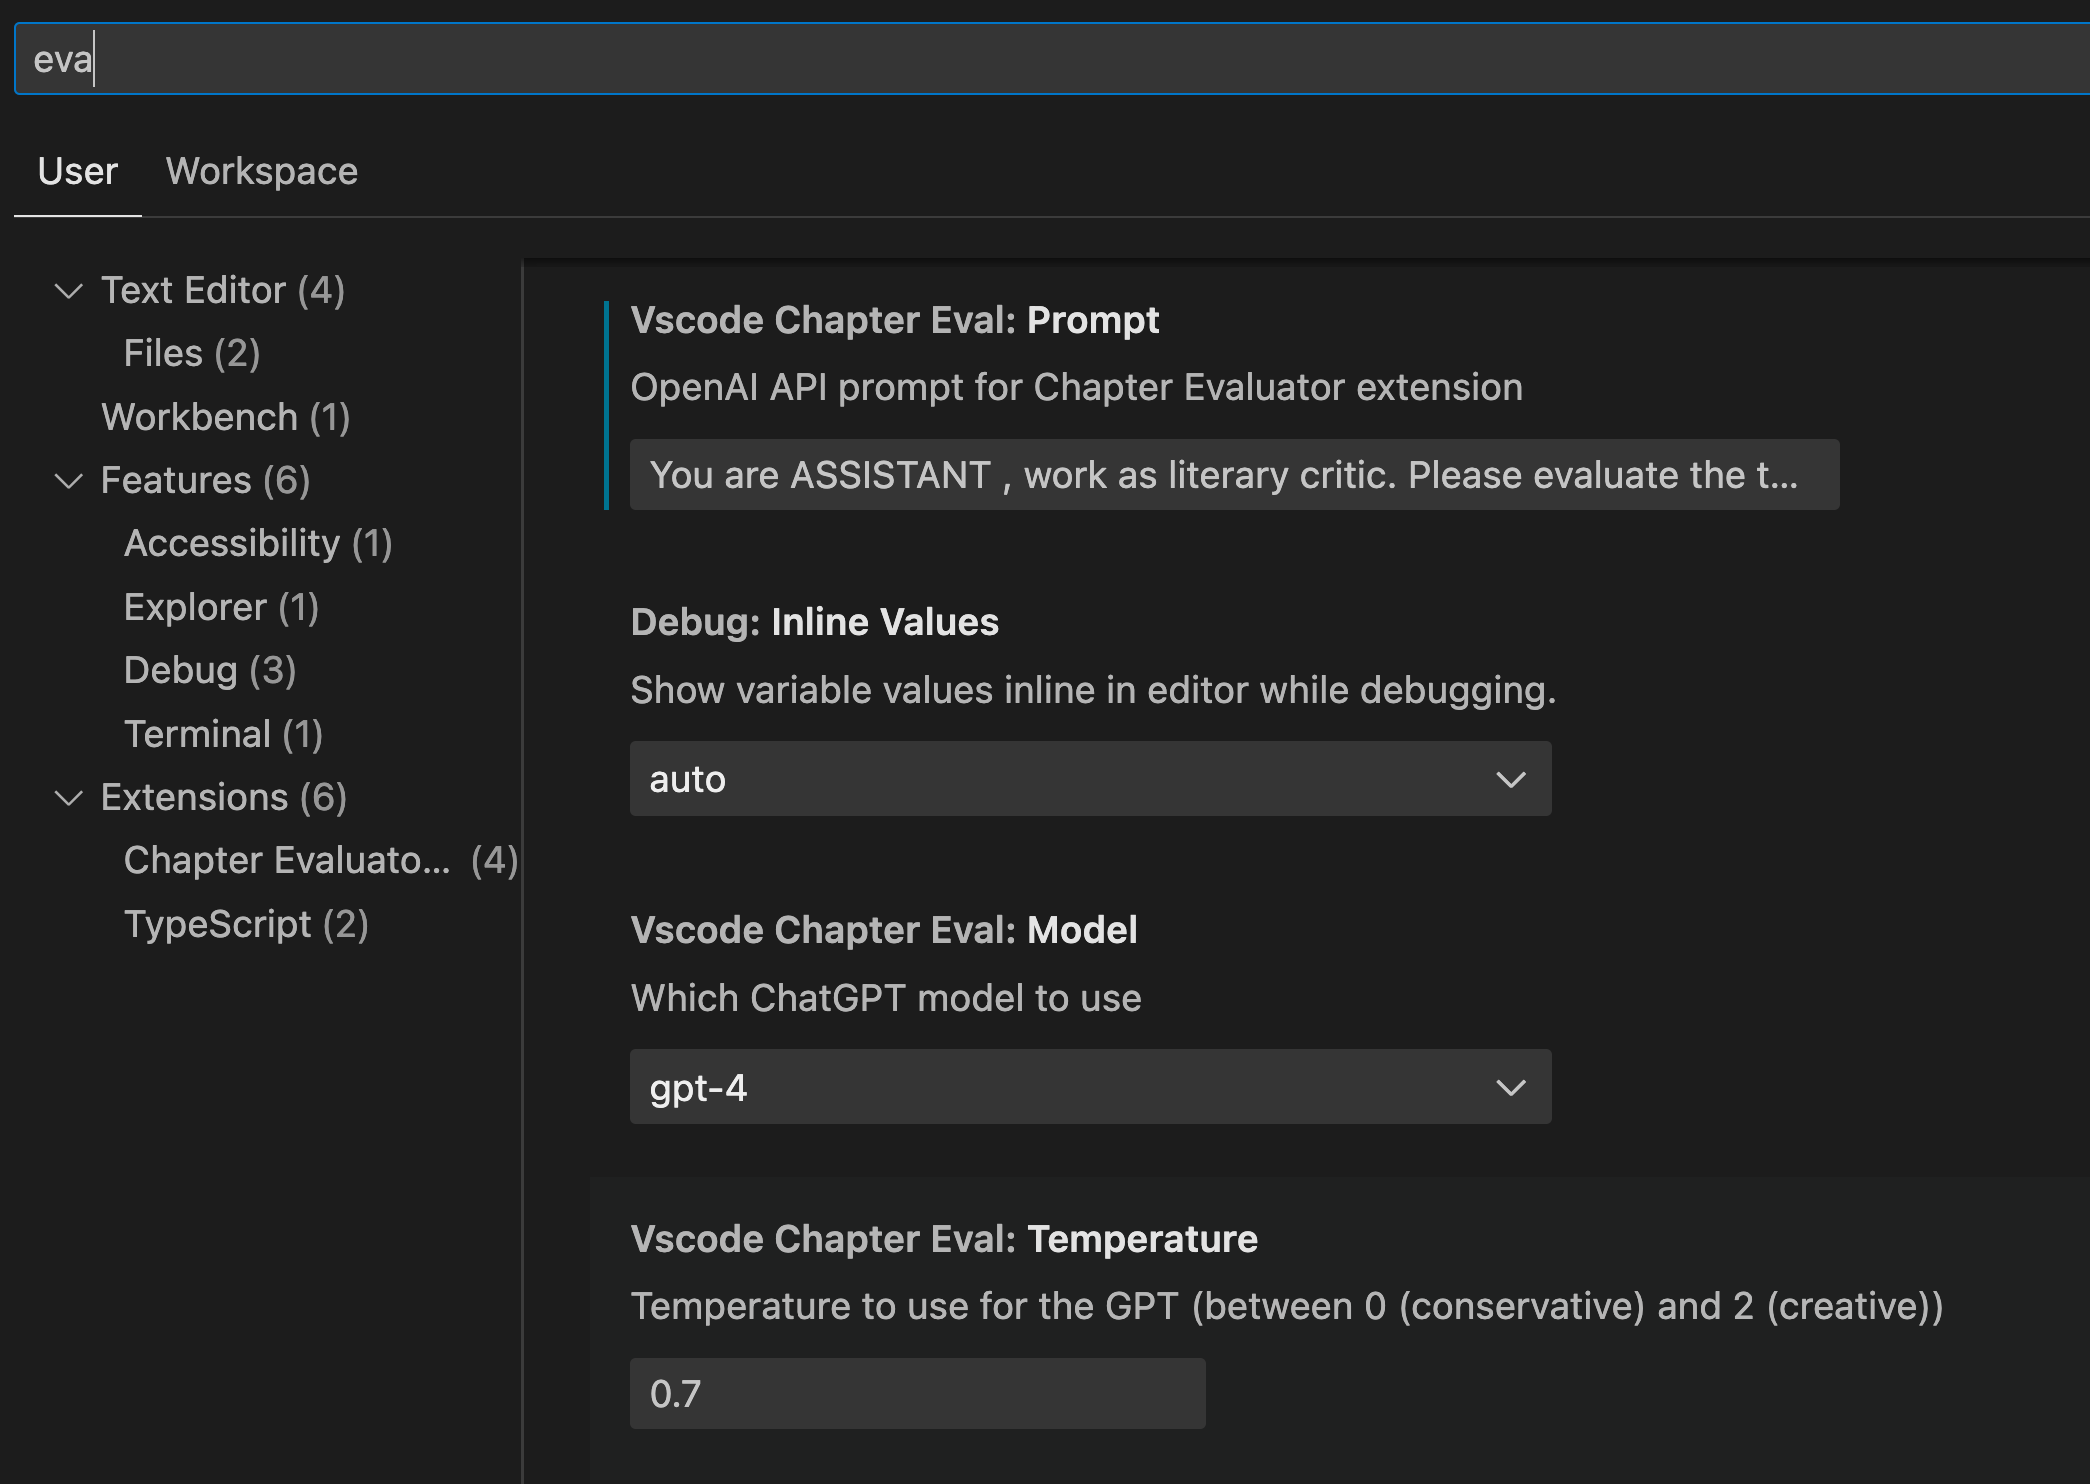 eva
User Workspace
Text Editor (4)
Files (2)
Workbench (1)
Features (6)
Accessibility (1)
Explorer (1)
Debug (3)
Terminal (1)
Extensions (6)
Chapter Evaluato... (4)
TypeScript (2)
Vscode Chapter Eval: Prompt
OpenAI API prompt for Chapter Evaluator extension
You are ASSISTANT , work as literary critic. Please evaluate the t...
Debug: Inline Values
Show variable values inline in editor while debugging.
auto
Vscode Chapter Eval: Model
Which ChatGPT model to use
gpt-4
Vscode Chapter Eval: Temperature
Temperature to use for the GPT (between 0 (conservative) and 2 (creative))
0.7